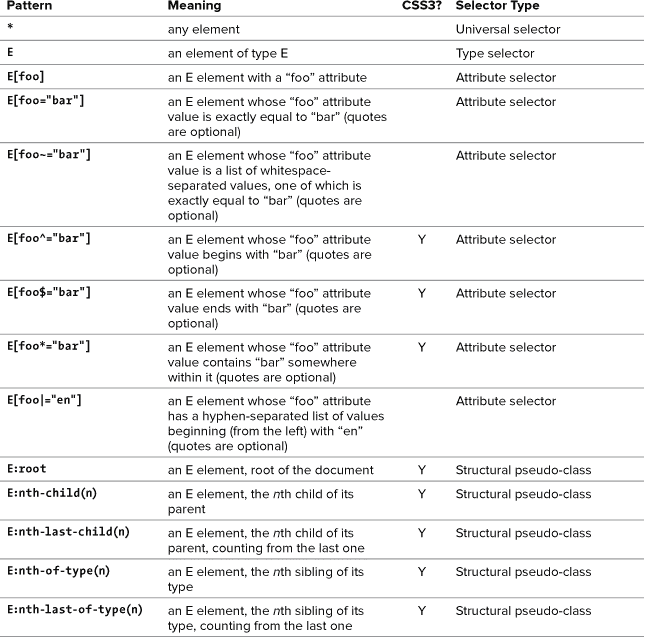 Pattern Meaning CSS3? Selector Type
* any element Universal selector
E an element of type E Type selector
E[foo] an E element with a “foo” attribute Attribute selector
E[foo="bar"] an E element whose “foo” attribute Attribute selector
value is exactly equal to “bar” (quotes
are optional)
E[foo~="bar"] an E element whose “foo” attribute Attribute selector
value is a list of whitespace-
separated values, one of which is
exactly equal to “bar” (quotes are
optional)
E[foo^="bar"] an E element whose “foo” attribute Y Attribute selector
value begins with “bar” (quotes are
optional)
E[foo$="bar"] an E element whose “foo” attribute Y Attribute selector
value ends with “bar” (quotes are
optional)
E[foo*="bar"] an E element whose “foo” attribute Y Attribute selector
value contains “bar” somewhere
within it (quotes are optional)
E[foo|="en"] an E element whose “foo” attribute Attribute selector
has a hyphen-separated list of values
beginning (from the left) with “en”
(quotes are optional)
E:root an E element, root of the document Y Structural pseudo-class
E:nth-child(n) an E element, the nth child of its Y Structural pseudo-class
parent
E:nth-last-child(n) an E element, the nth child of its Y Structural pseudo-class
parent, counting from the last one
E:nth-of-type(n) an E element, the nth sibling of its Y Structural pseudo-class
type
E:nth-last-of-type(n) an E element, the nth sibling of its Y Structural pseudo-class
type, counting from the last one